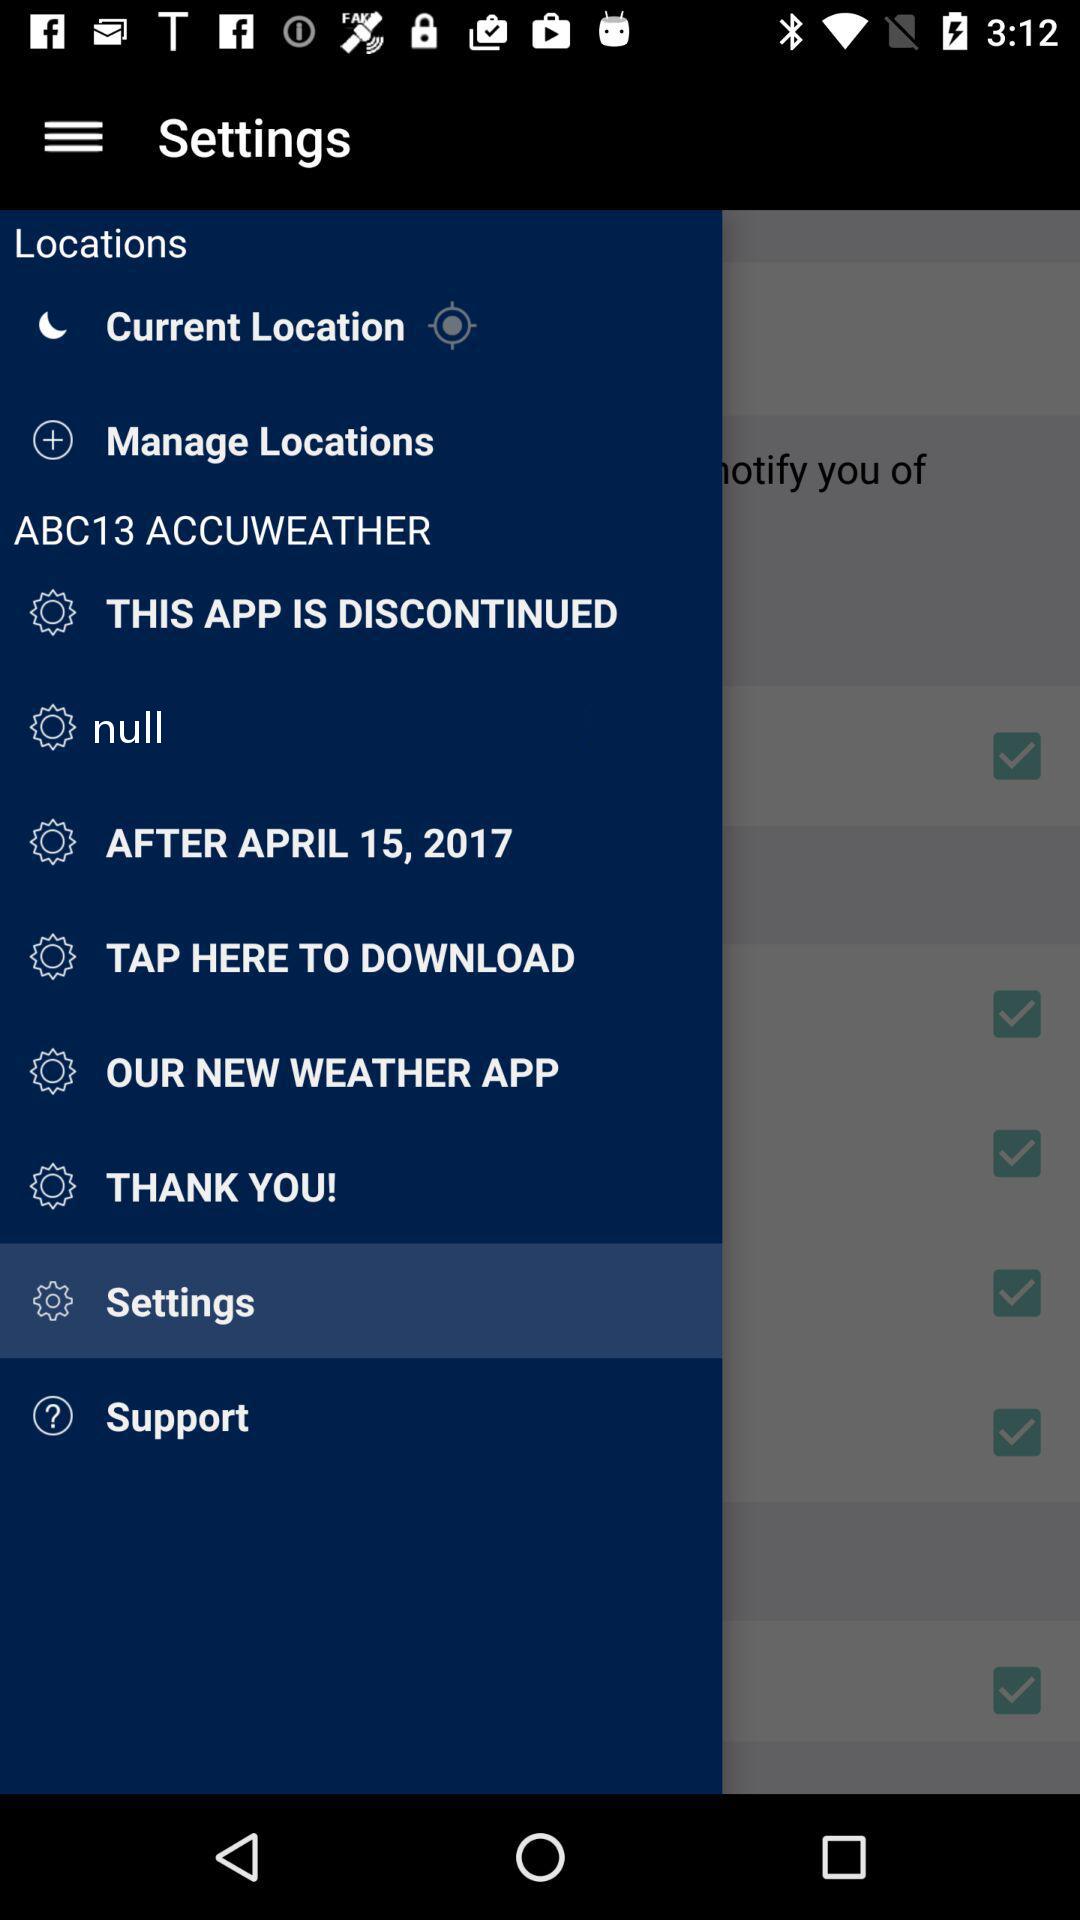 FAKE
3:12
Settings
Locations
Current Location
Manage Locations
notify you of
ABC13 ACCUWEATHER
THIS APP IS DISCONTINUED
null
AFTER APRIL 15, 2017
TAP HERE TO DOWNLOAD
OUR NEW WEATHER APP
THANK YOU!
Settings
Support